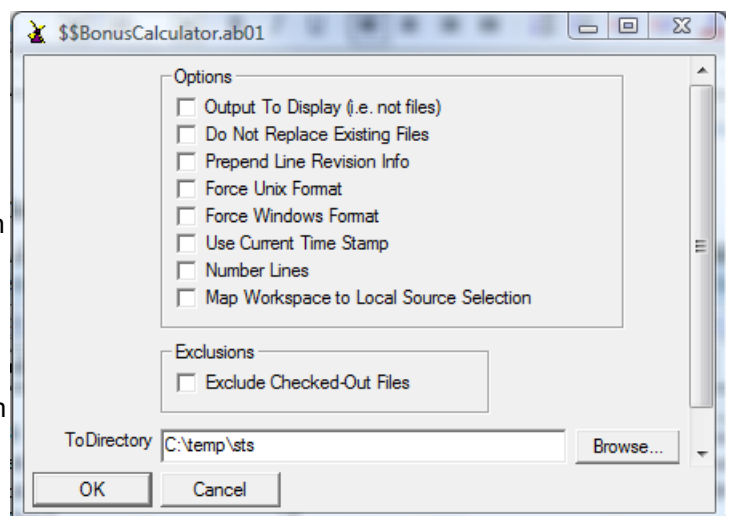 $$BonusCalculator.ab01
Options
Output To Display (i.e. not files)
Do Not Replace Existing Files
Prepend Line Revision Info
Force Unix Format
n
Force Windows Format
Use Current Time Stamp
Number Lines
Map Workspace to Local Source Selection
Exclusions
Exclude Checked-Out Files
n
ToDirectory C:\temp\sts Browse...
OK Cancel